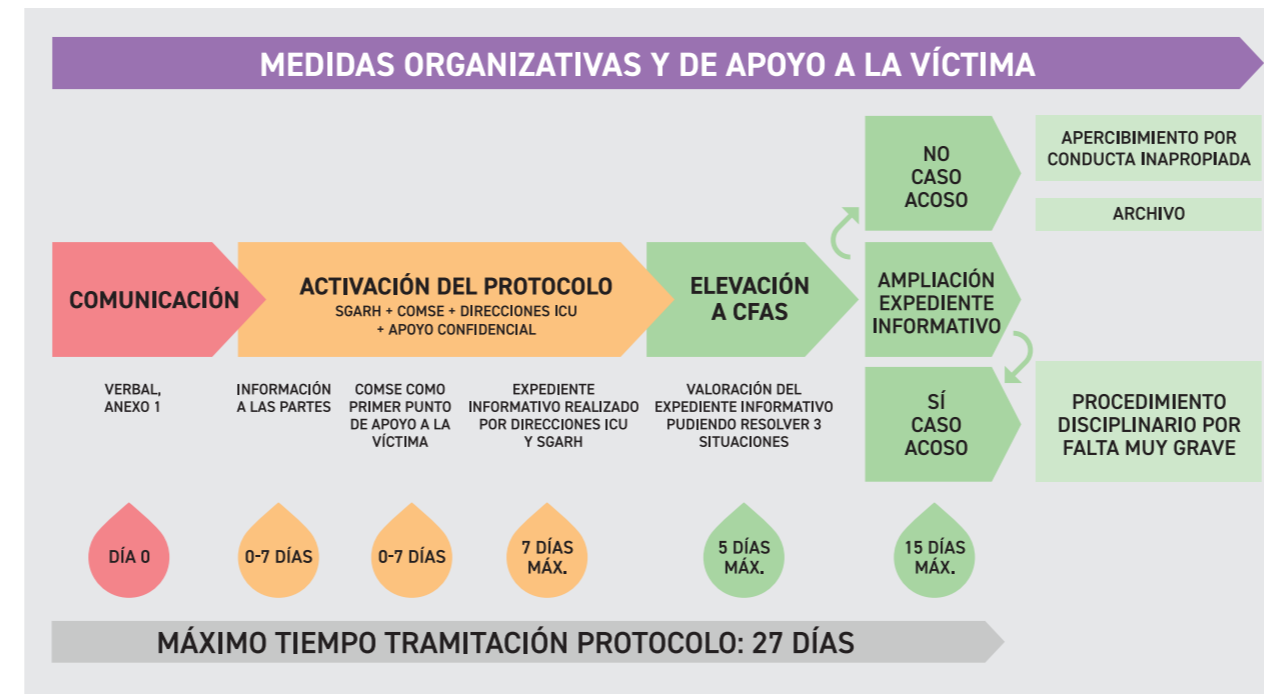 MEDIDAS ORGANIZATIVAS Y DE APOYO A LA VÍCTIMA
COMUNICACIÓN
VERBAL,
ANEXO 1
DÍA 0
ACTIVACIÓN DEL PROTOCOLO
SGARH + COMSE + DIRECCIONES ICU
+ APOYO CONFIDENCIAL
INFORMACIÓN
A LAS PARTES
0-7 DÍAS
COMSE COMO
PRIMER PUNTO
DE APOYO A LA
VÍCTIMA
0-7 DÍAS
EXPEDIENTE
INFORMATIVO REALIZADO
POR DIRECCIONES ICU
Y SGARH
7 DÍAS
MÁX.
ELEVACIÓN
A CFAS
VALORACIÓN DEL
EXPEDIENTE INFORMATIVO
PUDIENDO RESOLVER 3
SITUACIONES
5 DÍAS
MÁX.
NO
CASO
ACOSO
APERCIBIMIENTO POR
CONDUCTA INAPROPIADA
ARCHIVO
AMPLIACIÓN
EXPEDIENTE
INFORMATIVO
SÍ
CASO
ACOSO
PROCEDIMIENTO
DISCIPLINARIO POR
FALTA MUY GRAVE
15 DÍAS
MÁX.
MÁXIMO TIEMPO TRAMITACIÓN PROTOCOLO: 27 DÍAS